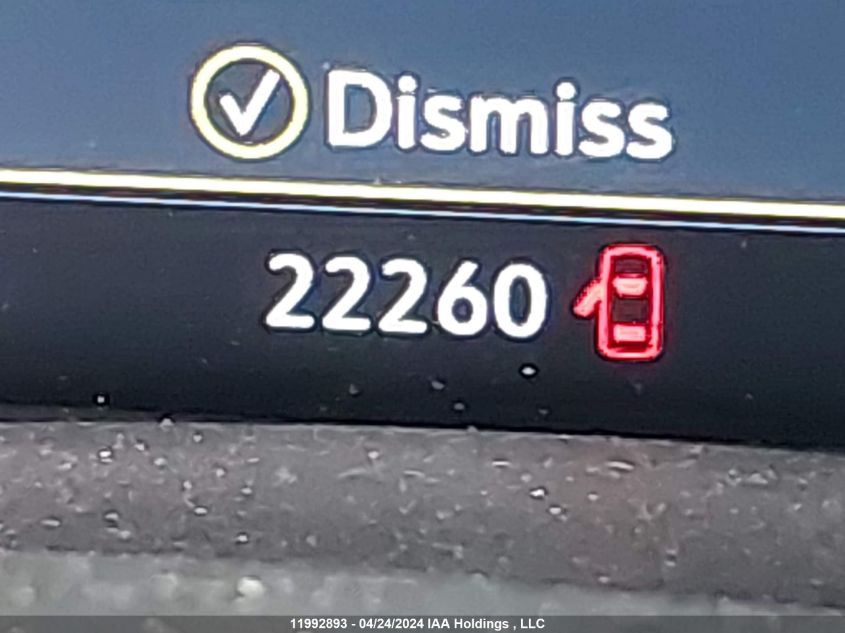 Dismiss
22260
11992893 - 04/24/2024 IAA Holdings , LLC